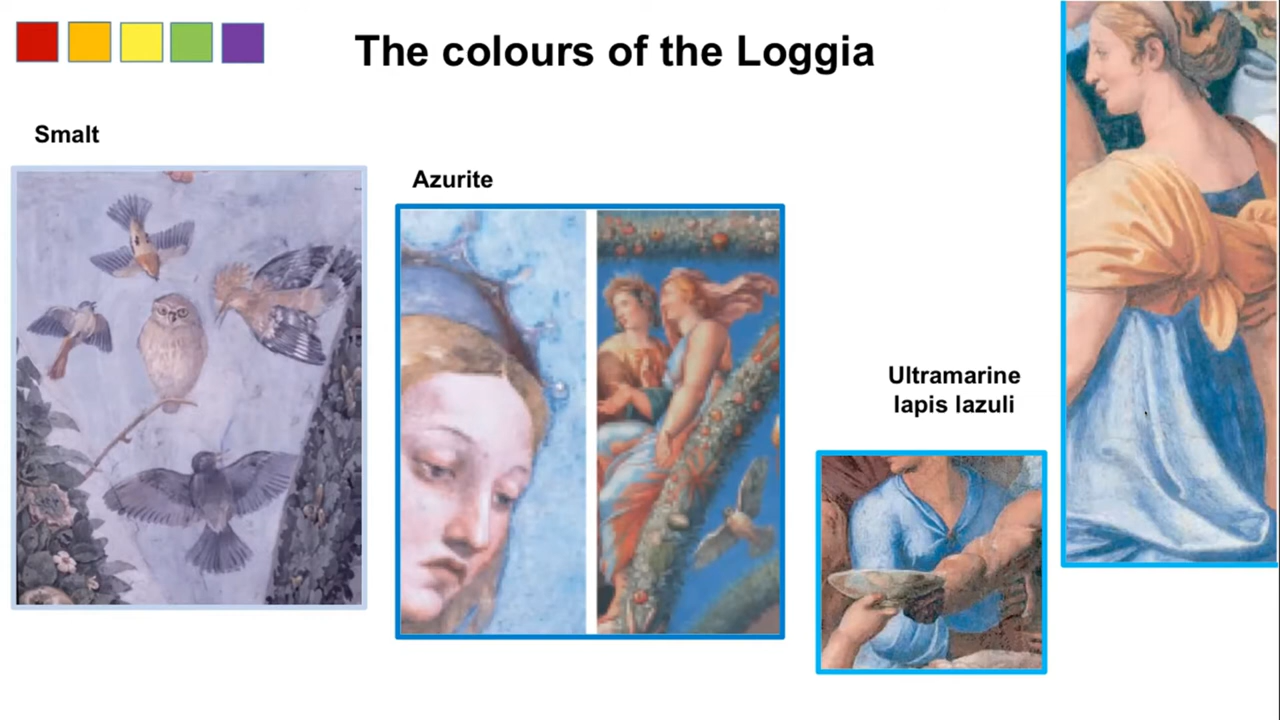 The colours of the Loggia
Smalt
Azurite
Ultramarine
lapis lazuli